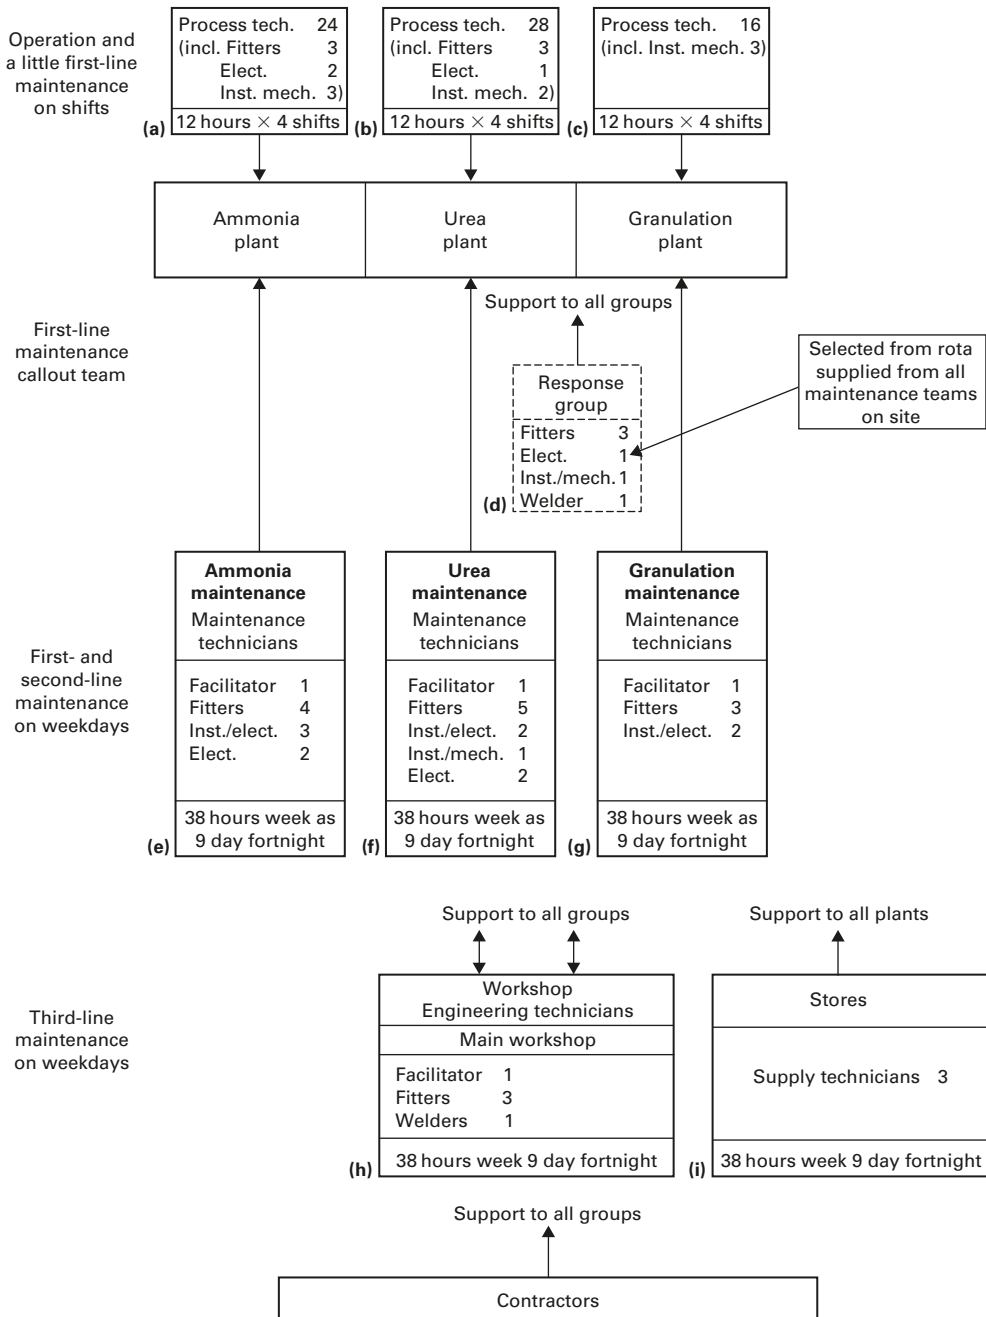 Operation and
a little first-line
maintenance
on shifts
Process tech. 24
(incl. Fitters 3
Elect. 2
Inst. mech. 3)
(a) 12 hours × 4 shifts
Process tech. 28
(incl. Fitters 3
Elect. 1
Inst. mech. 2)
(b) 12 hours × 4 shifts
Process tech. 16
(incl. Inst. mech. 3)
(c) 12 hours × 4 shifts
Ammonia
plant
Urea
plant
Granulation
plant
First-line
maintenance
callout team
Support to all groups
Response
group
Fitters 3
Elect. 1
Inst./mech. 1
(d) Welder 1
Selected from rota
supplied from all
maintenance teams
on site
First- and
second-line
maintenance
on weekdays
Ammonia
maintenance
Maintenance
technicians
Facilitator 1
Fitters 4
Inst./elect. 3
Elect. 2
38 hours week as
(e) 9 day fortnight
Urea
maintenance
Maintenance
technicians
Facilitator 1
Fitters 5
Inst./elect. 2
Inst./mech. 1
Elect. 2
38 hours week as
(f) 9 day fortnight
Granulation
maintenance
Maintenance
technicians
Facilitator 1
Fitters 3
Inst./elect. 2
38 hours week as
(g) 9 day fortnight
Third-line
maintenance
on weekdays
Support to all groups
Workshop
Engineering technicians
Main workshop
Facilitator 1
Fitters 3
Welders 1
(h) 38 hours week 9 day fortnight
Support to all plants
Stores
Supply technicians 3
(i) 38 hours week 9 day fortnight
Support to all groups
Contractors